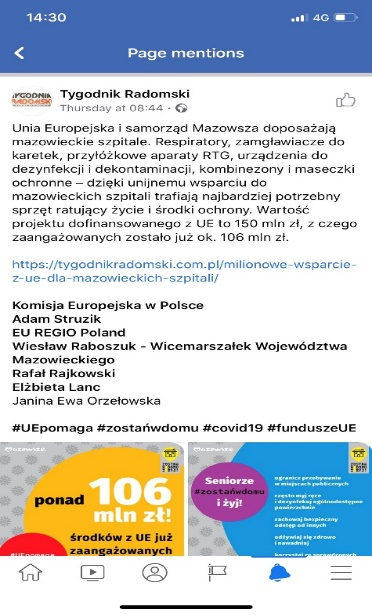 14:30
4G
Page mentions
TYGODNIK
RADOMSKI
Tygodnik Radomski
Thursday at 08:44 ·
Unia Europejska i samorząd Mazowsza doposażają
mazowieckie szpitale. Respiratory, zamgławiacze do
karetek, przyłóżkowe aparaty RTG, urządzenia do
dezynfekcji i dekontaminacji, kombinezony i maseczki
ochronne – dzięki unijnemu wsparciu do
mazowieckich szpitali trafiają najbardziej potrzebny
sprzęt ratujący życie i środki ochrony. Wartość
projektu dofinansowanego z UE to 150 mln zł, z czego
zaangażowanych zostało już ok. 106 mln zł.
https://tygodnikradomski.com.pl/milionowe-wsparcie-
z-ue-dla-mazowieckich-szpitali/
Komisja Europejska w Polsce
Adam Struzik
EU REGIO Poland
Wiesław Raboszuk - Wicemarszałek Województwa
Mazowieckiego
Rafał Rajkowski
Elżbieta Lanc
Janina Ewa Orzełowska
#UEpomaga #zostańwdomu #covid19 #funduszeUE
ponad 106
mln zł!
środków z UE już
zaangażowanych
#UEpomaga
Seniorze
#zostańwdomu
i żyj!
ogranicz przebywanie
w miejscach publicznych
często myj ręce
i dezynfekuj ogólnodostępne
powierzchnie
zachowaj bezpieczny
odstęp od innych
odżywiaj się zdrowo
i nawadniaj